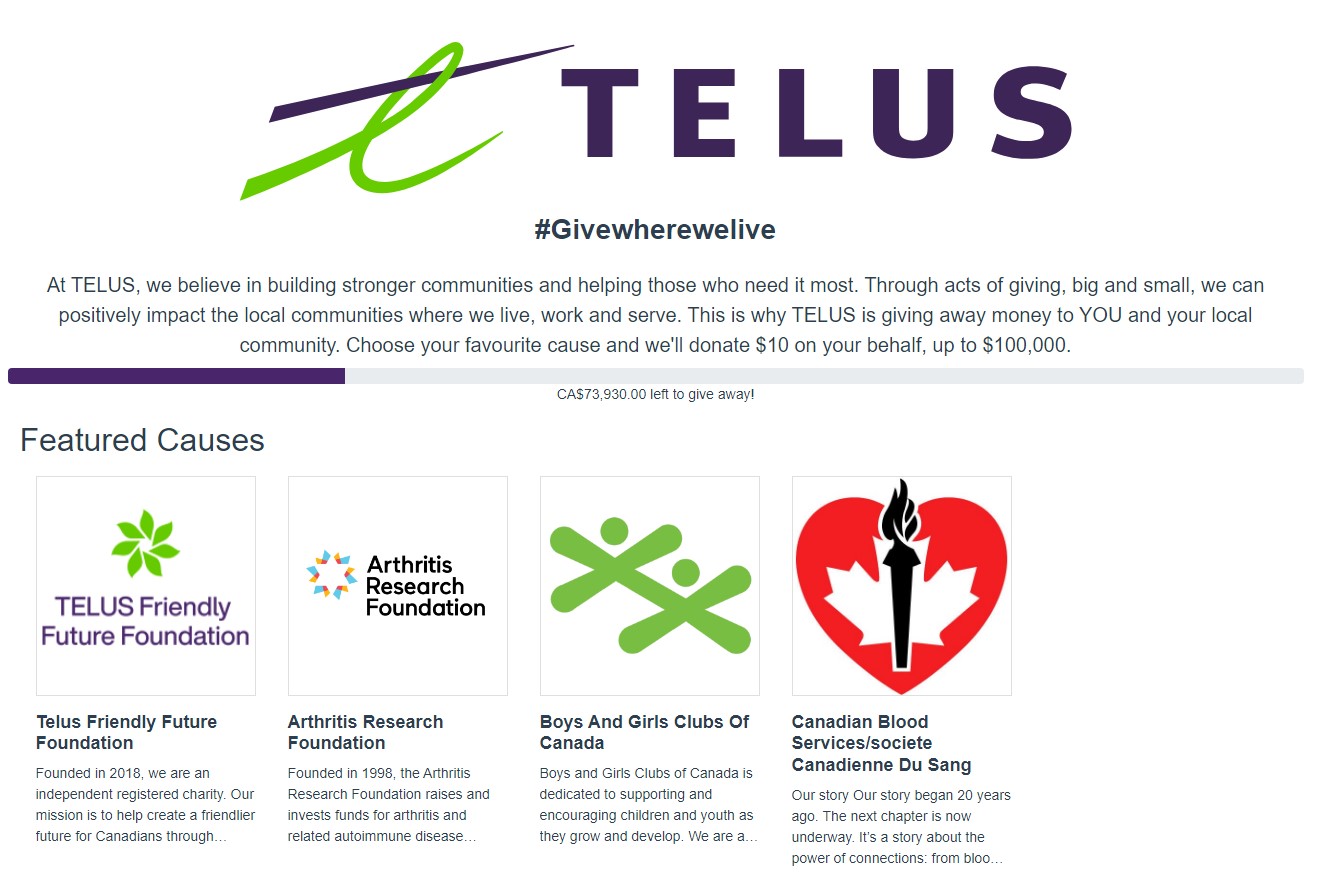 TELUS
#Givewherewelive
At TELUS, we believe in building stronger communities and helping those who need it most. Through acts of giving, big and small, we can
positively impact the local communities where we live, work and serve. This is why TELUS is giving away money to YOU and your local
community. Choose your favourite cause and we'll donate $10 on your behalf, up to $100,000.
CA$73,930.00 left to give away!
Featured Causes
TELUS Friendly
Future Foundation
Telus Friendly Future
Foundation
Founded in 2018, we are an
independent registered charity. Our
mission is to help create a friendlier
future for Canadians through…
Arthritis
Research
Foundation
Arthritis Research
Foundation
Founded in 1998, the Arthritis
Research Foundation raises and
invests funds for arthritis and
related autoimmune disease…
Boys And Girls Clubs Of
Canada
Boys and Girls Clubs of Canada is
dedicated to supporting and
encouraging children and youth as
they grow and develop. We are a…
Canadian Blood
Services/societe
Canadienne Du Sang
Our story Our story began 20 years
ago. The next chapter is now
underway. It’s a story about the
power of connections: from bloo…